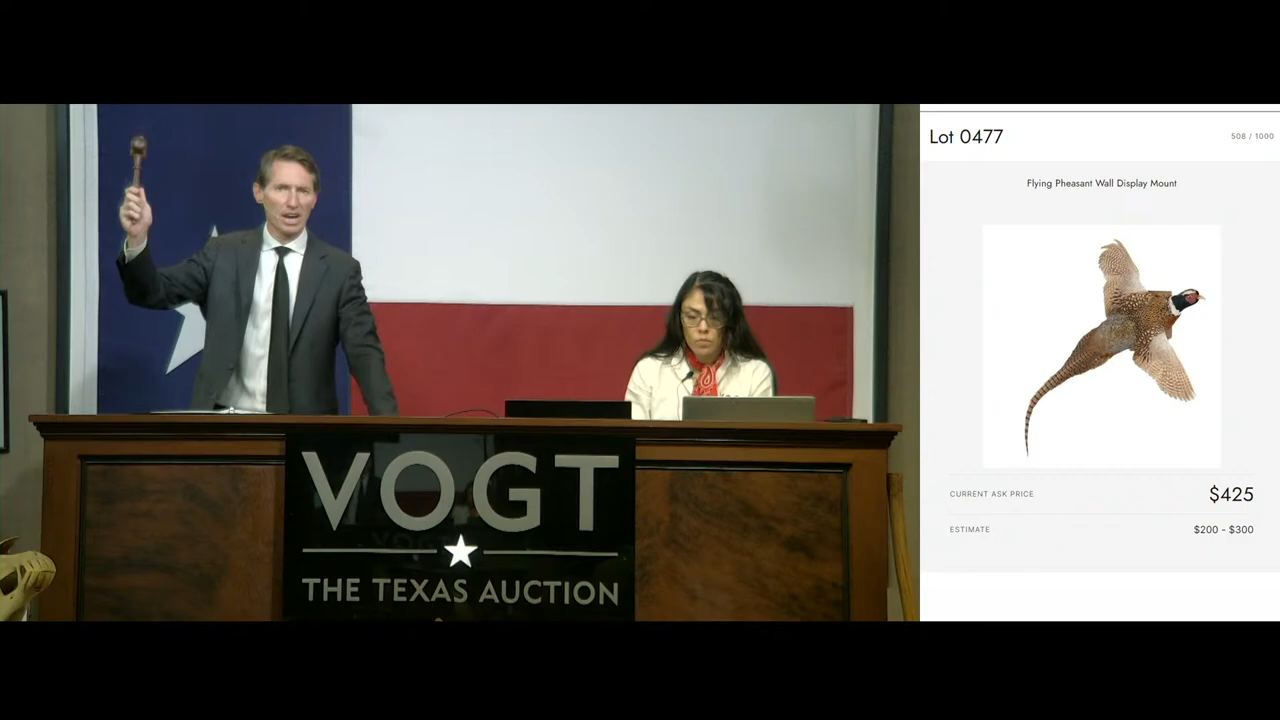 Lot 0477
508 / 1000
Flying Pheasant Wall Display Mount
CURRENT ASK PRICE
$425
ESTIMATE
$200 - $300
VOGT
THE TEXAS AUCTION